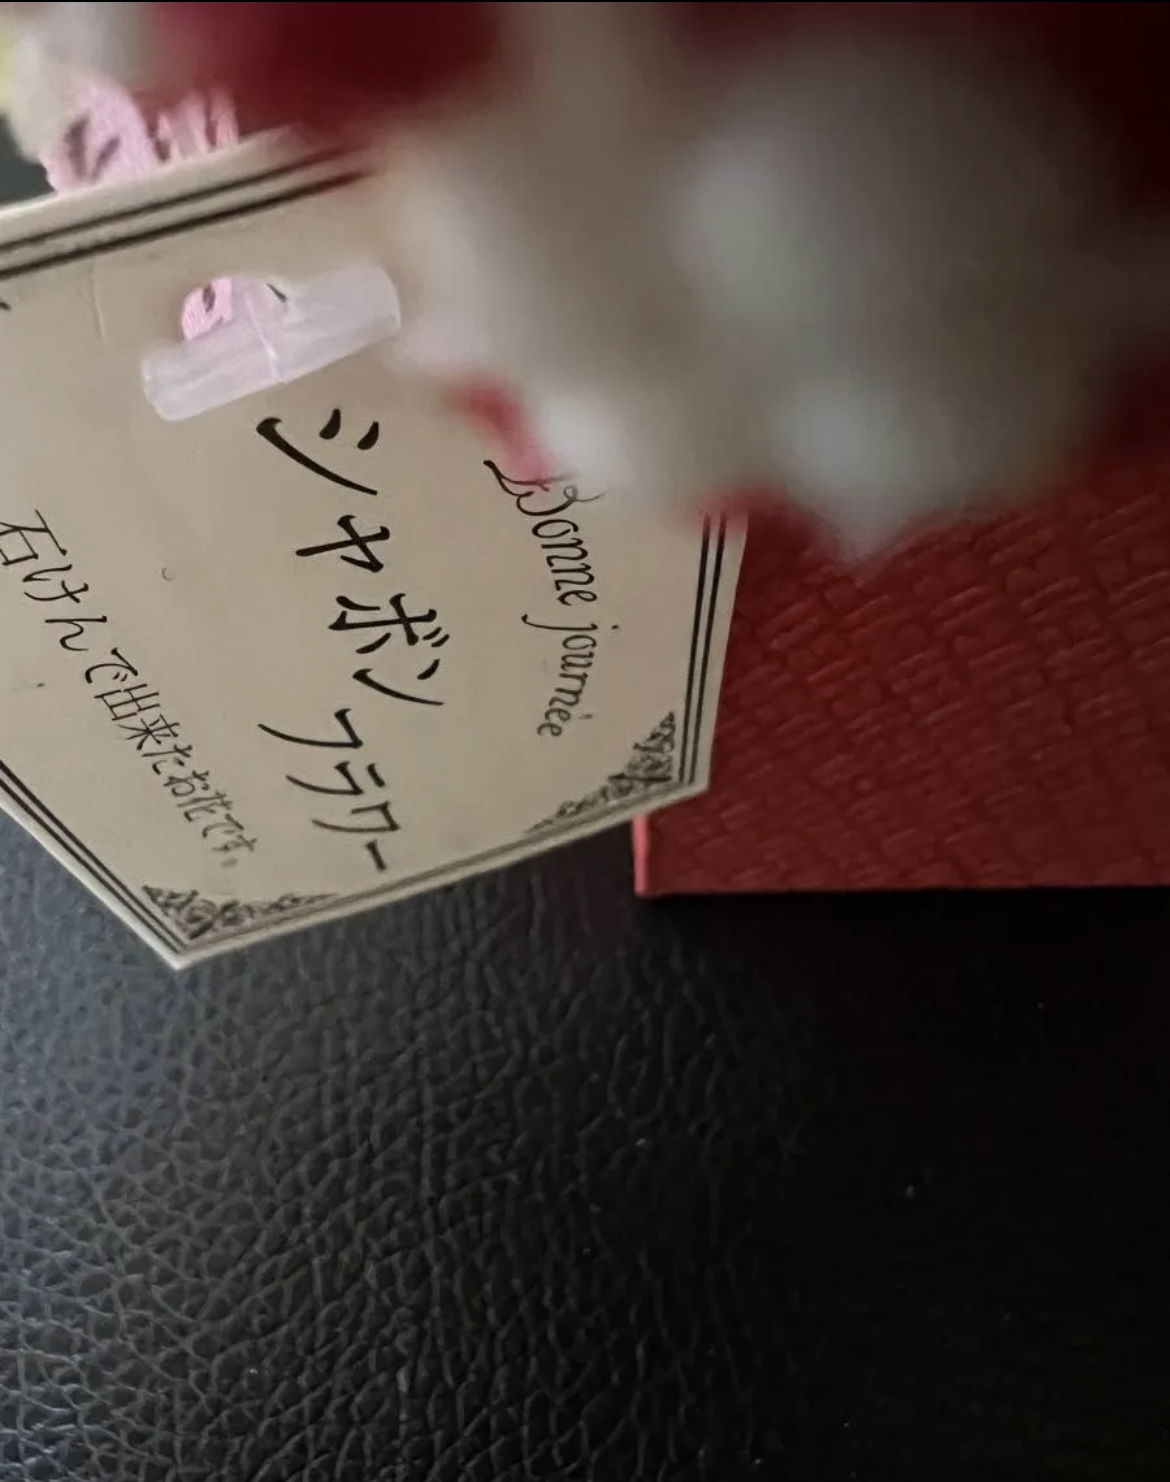 Bonne journée
シャボン
フラワー
石けんで出来たお花です。